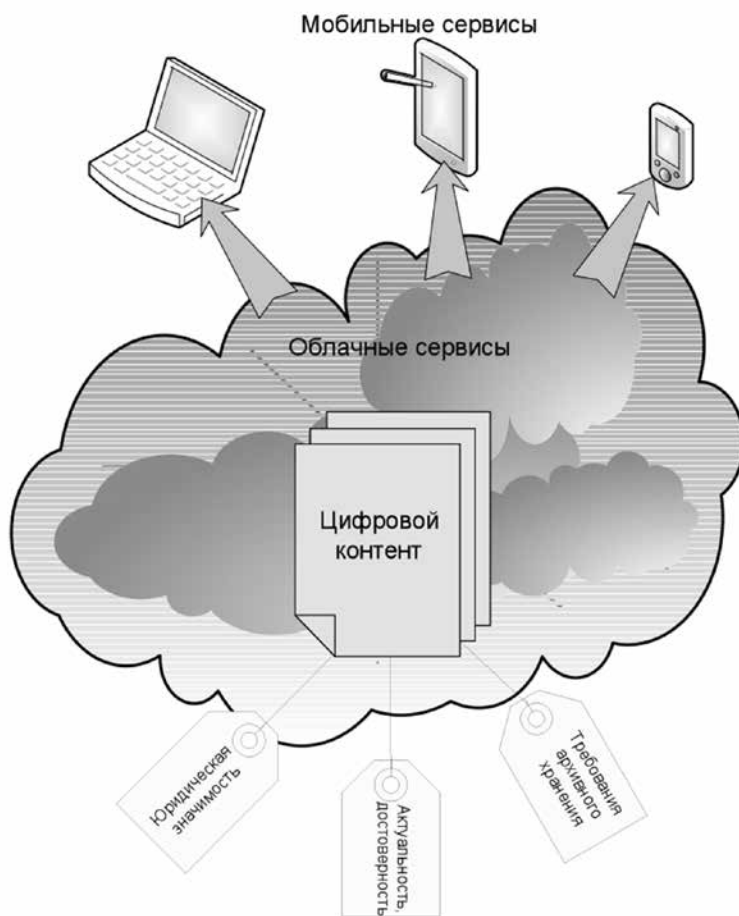 Мобильные сервисы
Облачные сервисы
Цифровой
контент
Юридическая
значимость
Актуальность,
достоверность
Требования
архивного
хранения